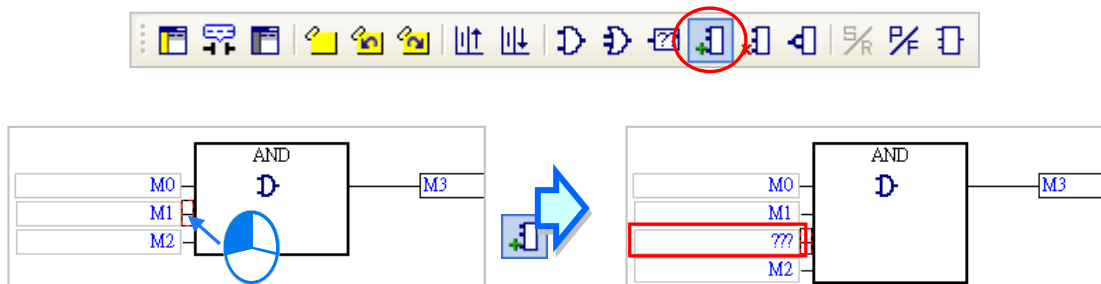 ??
S/R P/F
AND AND
M0 M3 M0 M3
M1 M1
M2 ???
M2